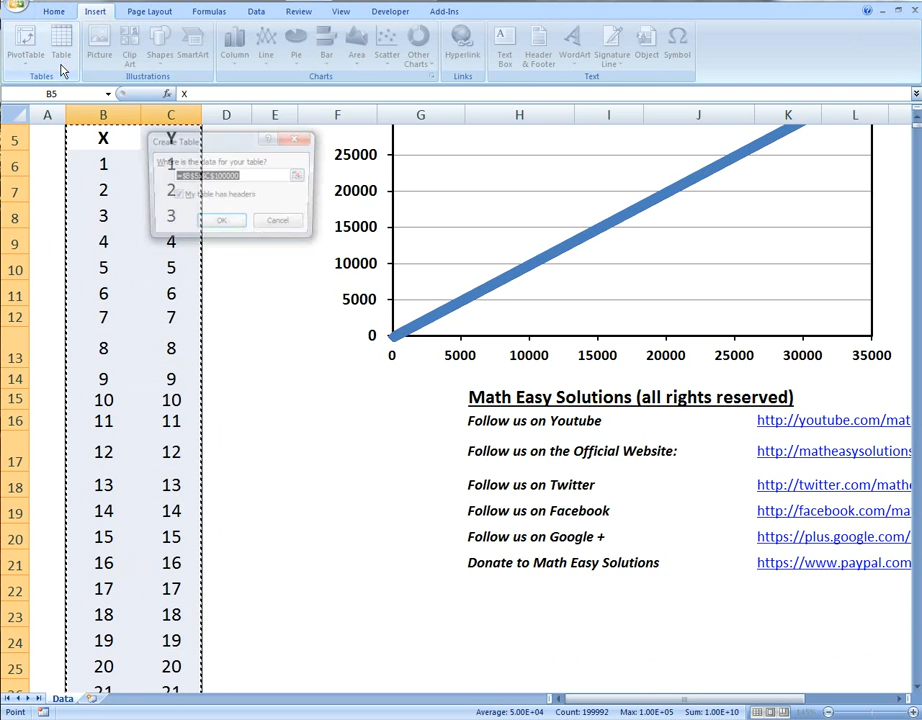 Home Insert Page Layout Formulas Data Review View Developer Add-Ins
PivotTable Table Picture Clip Art Shapes SmartArt Column Line Pie Bar Area Scatter Other Charts Hyperlink Text Box Header & Footer WordArt Signature Line Object Symbol
Tables Illustrations Charts Links Text
B5 fx X
A B C D E F G H I J K L
5 X Y
Create Table
Where is the data for your table?
My table has headers
OK Cancel
6 1 1
7 2 2
8 3 3
9 4 4
10 5 5
11 6 6
12 7 7
13 8 8
14 9 9
15 10 10
16 11 11
17 12 12
18 13 13
19 14 14
20 15 15
21 16 16
22 17 17
23 18 18
24 19 19
25 20 20
21 21
25000
20000
15000
10000
5000
0
0 5000 10000 15000 20000 25000 30000 35000
Math Easy Solutions (all rights reserved)
Follow us on Youtube http://youtube.com/mat
Follow us on the Official Website: http://matheasysolutions
Follow us on Twitter http://twitter.com/mathe
Follow us on Facebook http://facebook.com/ma
Follow us on Google + https://plus.google.com/
Donate to Math Easy Solutions https://www.paypal.com
Data
Point Average: 5.00E+04 Count: 199992 Max: 1.00E+05 Sum: 1.00E+10